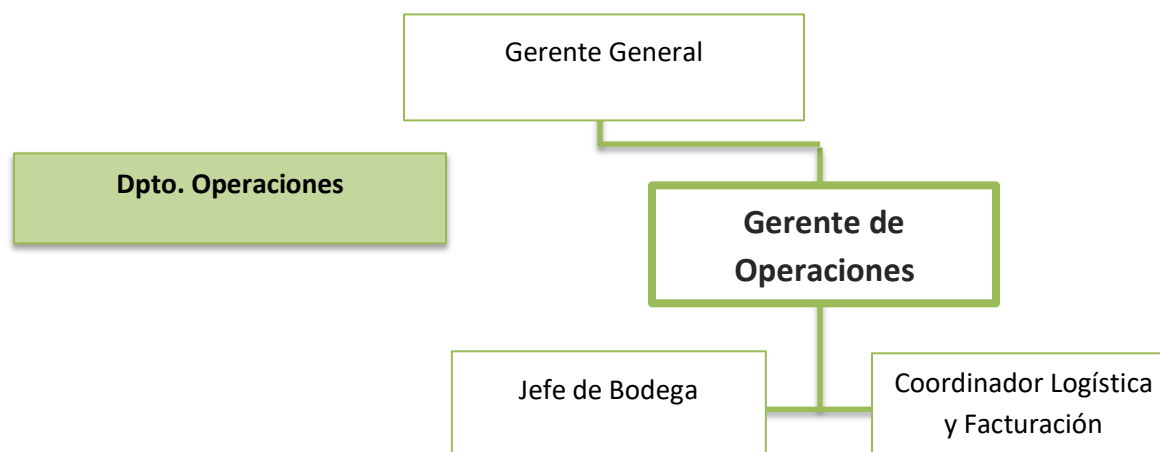 Gerente General
Dpto. Operaciones
Gerente de
Operaciones
Jefe de Bodega
Coordinador Logística
y Facturación